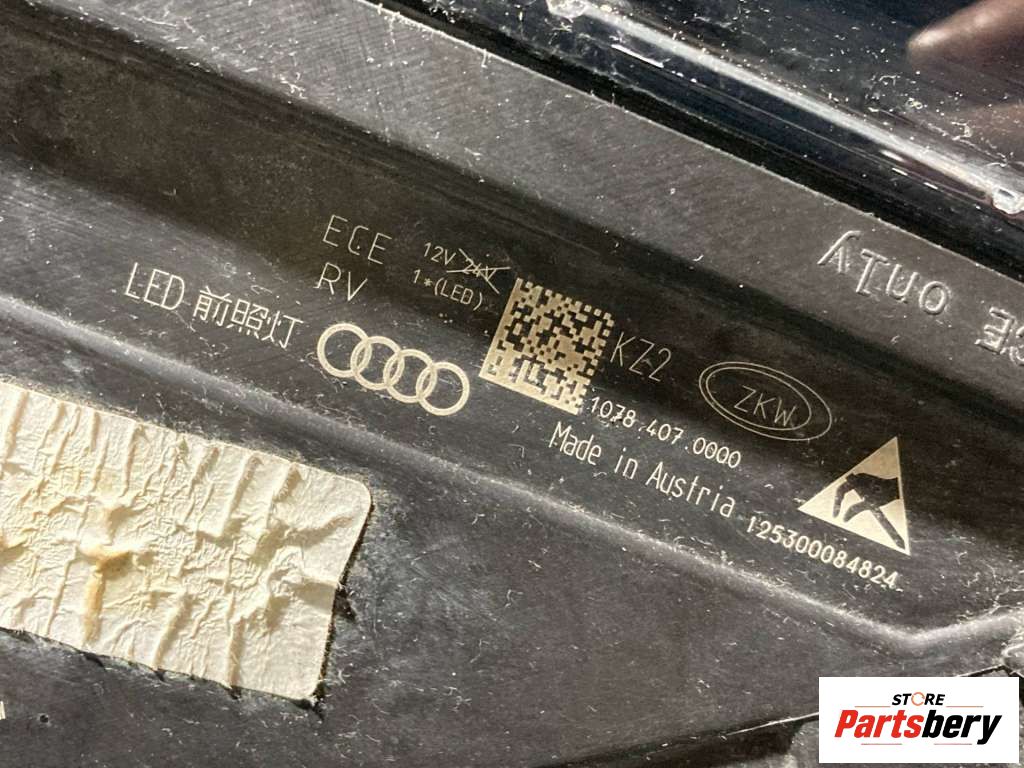 ECE
RV
12V 24V
1*(LED)
LED 前照灯
KZ2
ZKW
1078.407.0000
Made in Austria
125300084824
only
STORE
Partsbery